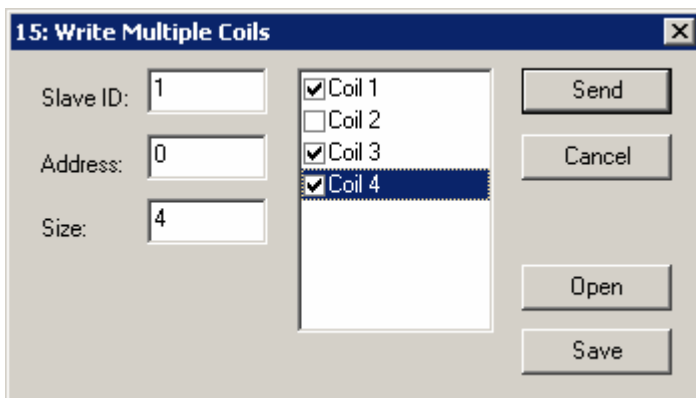 15: Write Multiple Coils
Slave ID: 1
Address: 0
Size: 4
Coil 1
Coil 2
Coil 3
Coil 4
Send
Cancel
Open
Save